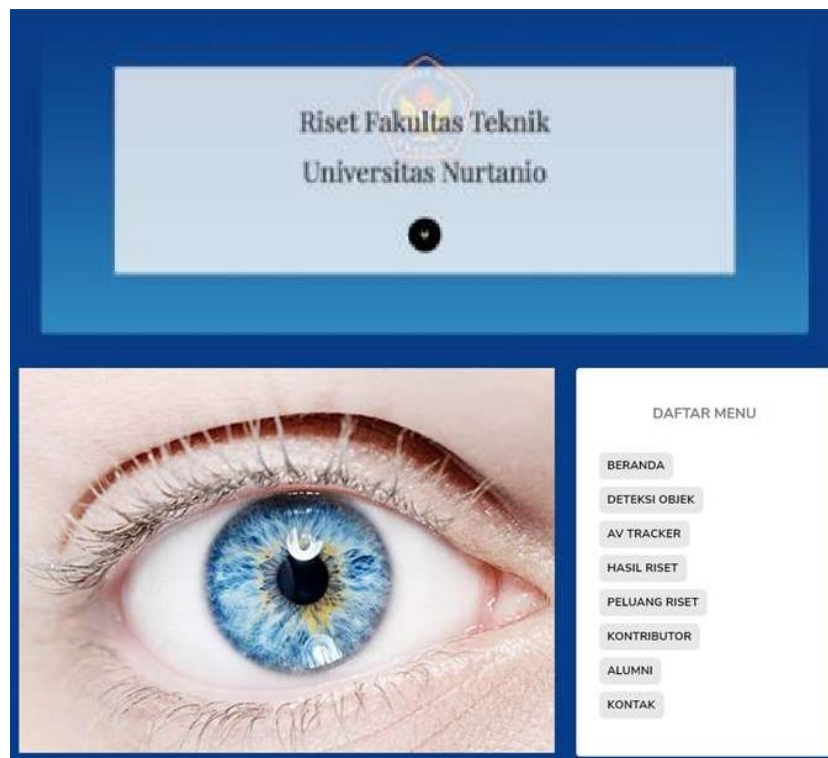 Riset Fakultas Teknik
Universitas Nurtanio
DAFTAR MENU
BERANDA
DETEKSI OBJEK
AV TRACKER
HASIL RISET
PELUANG RISET
KONTRIBUTOR
ALUMNI
KONTAK